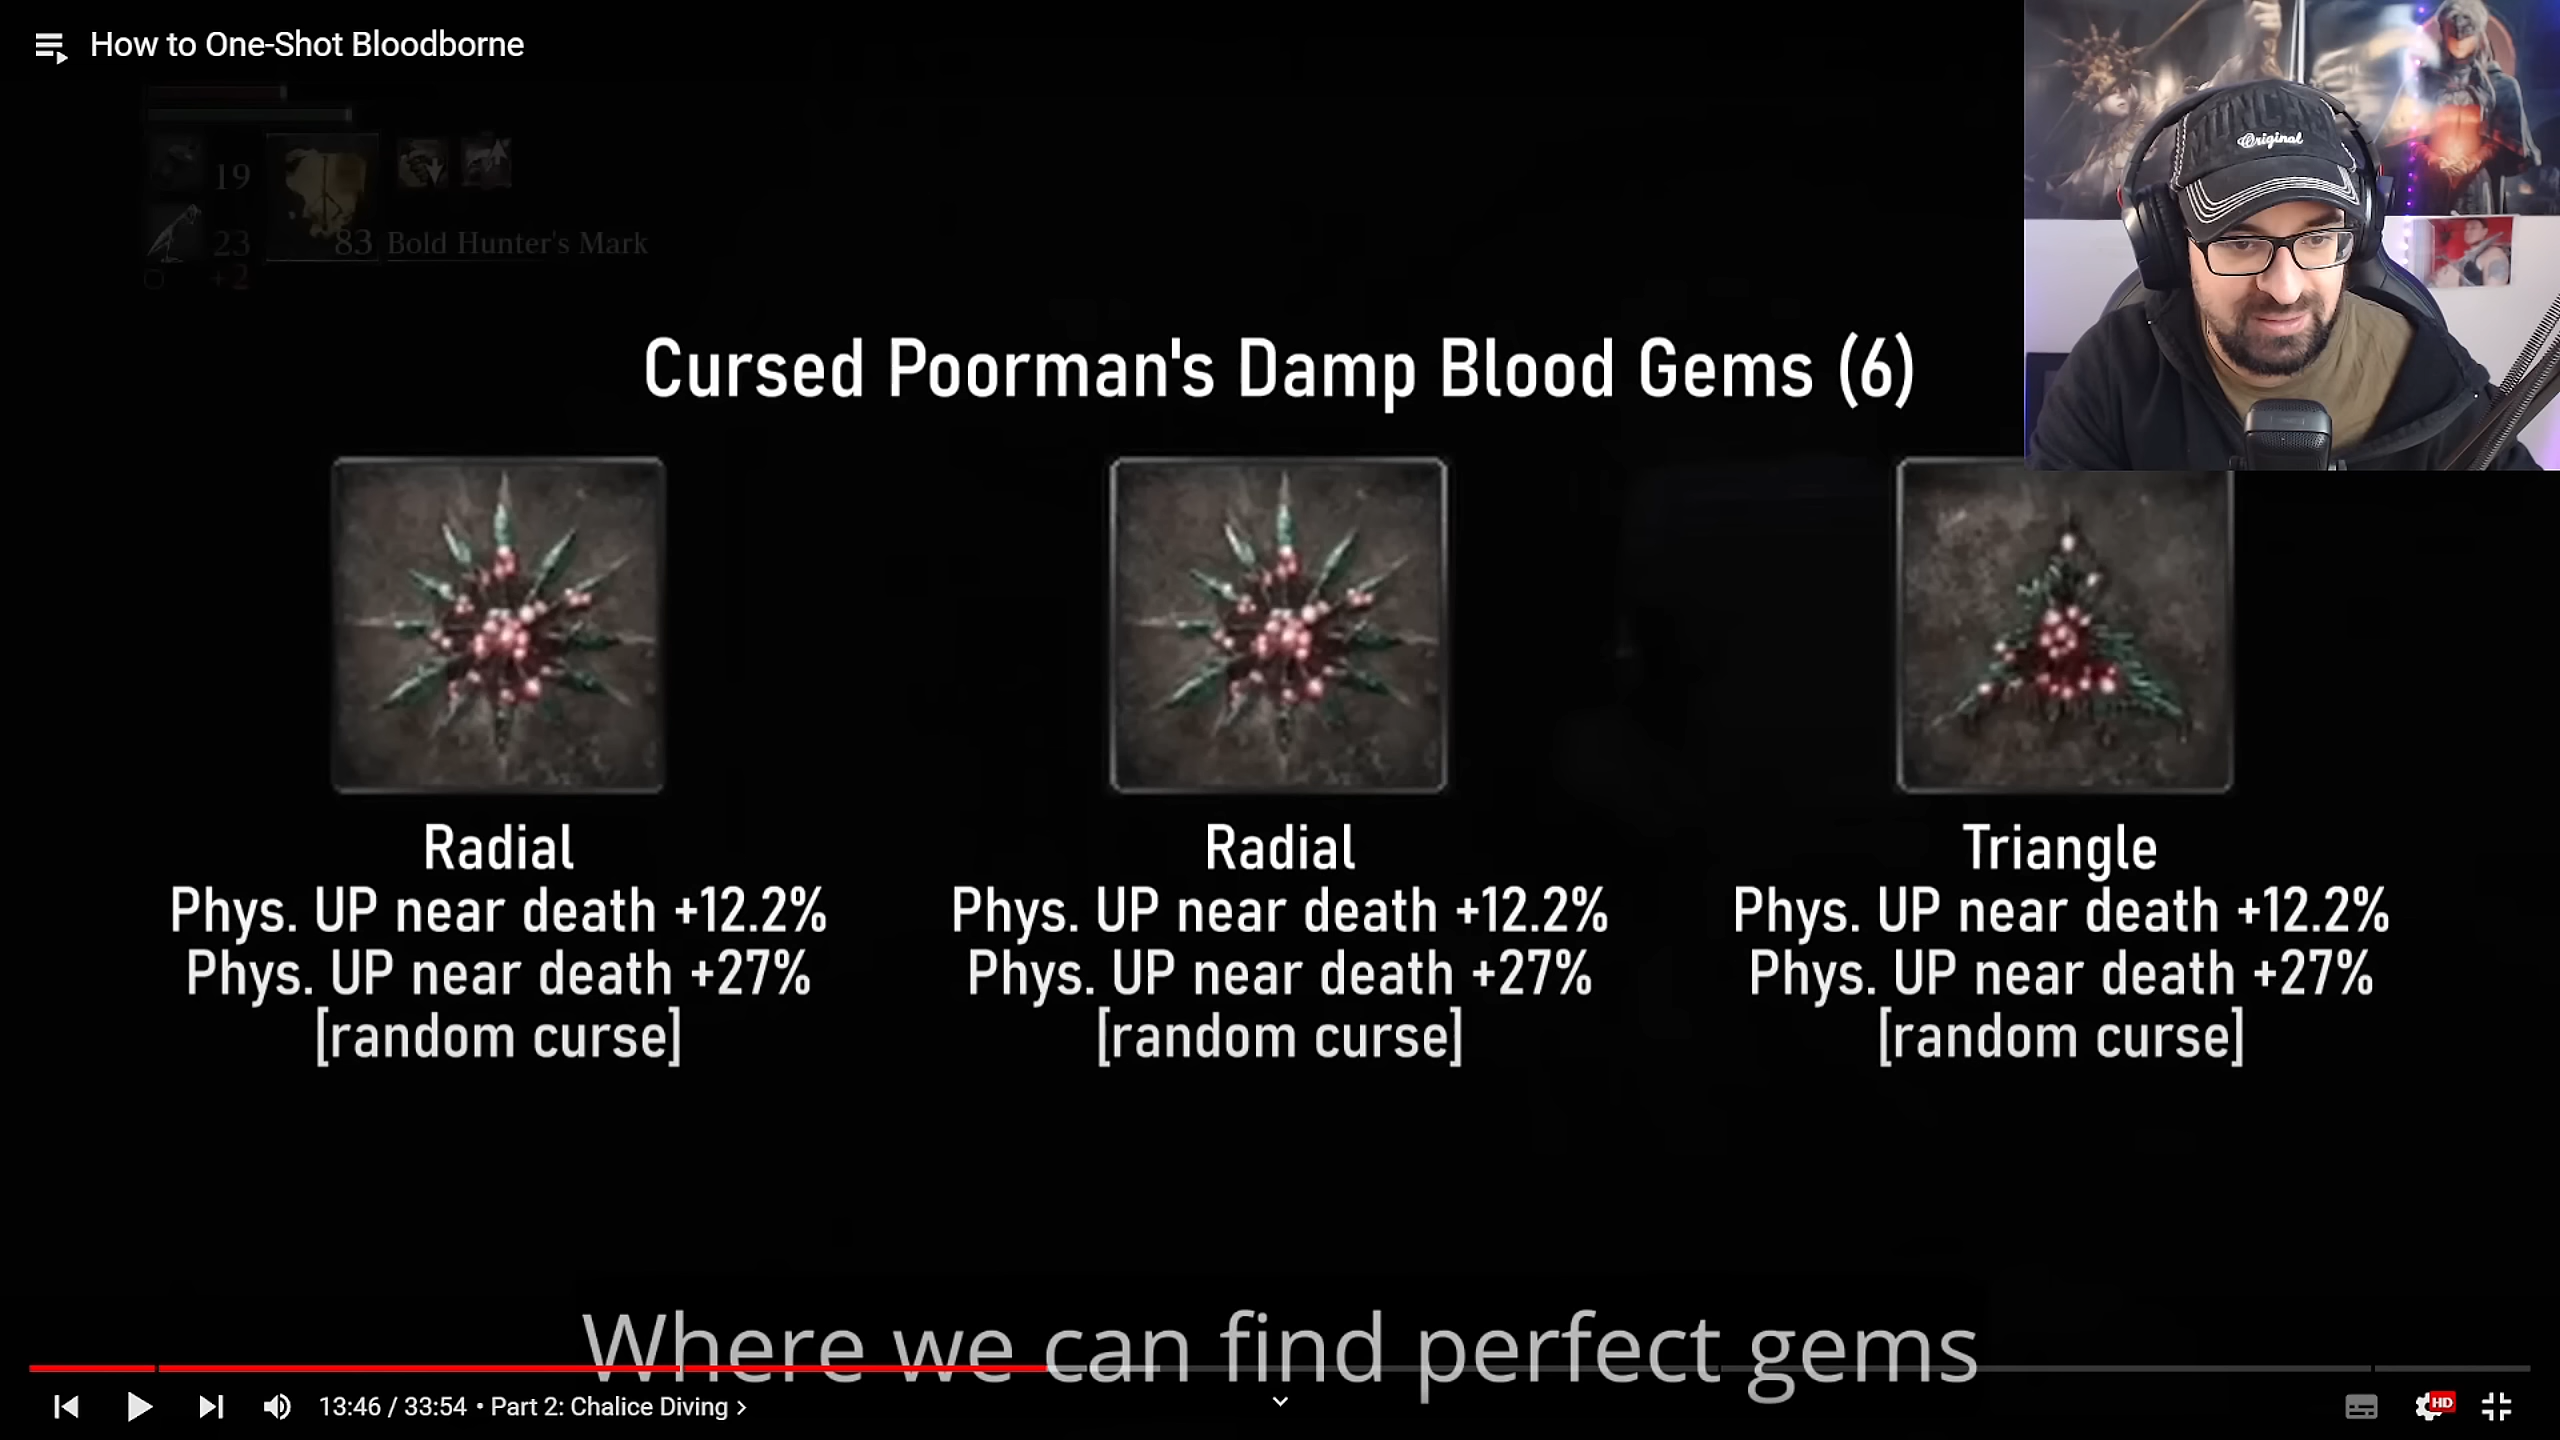 How to One-Shot Bloodborne
Original
19
23
+2
83 Bold Hunter's Mark
Cursed Poorman's Damp Blood Gems (6)
Radial
Phys. UP near death +12.2%
Phys. UP near death +27%
[random curse]
Radial
Phys. UP near death +12.2%
Phys. UP near death +27%
[random curse]
Triangle
Phys. UP near death +12.2%
Phys. UP near death +27%
[random curse]
Where we can find perfect gems
13:46 / 33:54 • Part 2: Chalice Diving >
HD